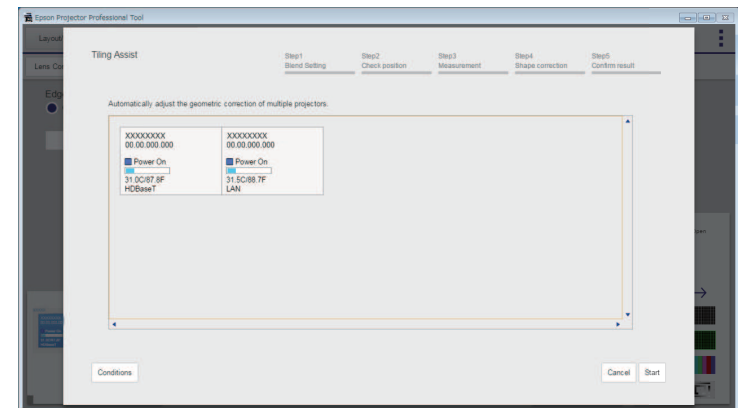 Epson Projector Professional Tool
Layout
Tiling Assist
Step1
Blend Setting
Step2
Check position
Step3
Measurement
Step4
Shape correction
Step5
Confirm result
Lens Co
Edg
Automatically adjust the geometric correction of multiple projectors.
XXXXXXXX
00.00.000.000
Power On
31.0C/87.8F
HDBaseT
XXXXXXXX
00.00.000.000
Power On
31.5C/88.7F
LAN
Conditions
Cancel
Start